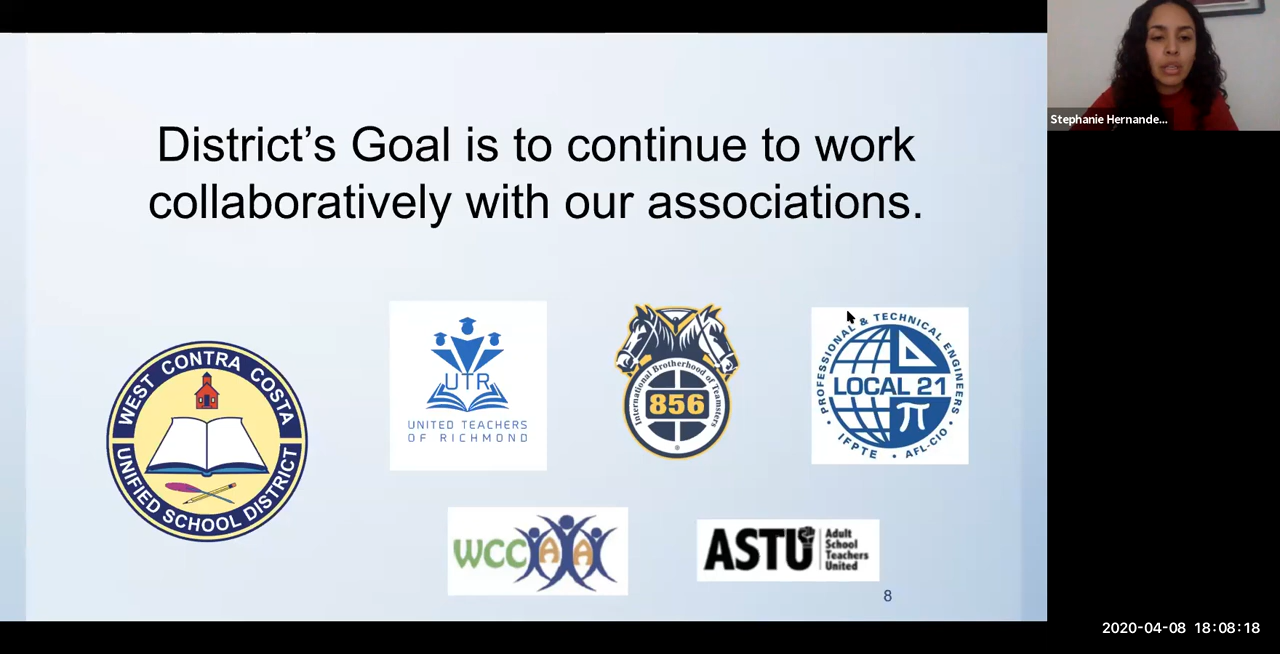 Stephanie Hernande...
District's Goal is to continue to work
collaboratively with our associations.
WEST CONTRA COSTA
UNIFIED SCHOOL DISTRICT
UTR
UNITED TEACHERS
OF RICHMOND
International Brotherhood of Teamsters
856
PROFESSIONAL & TECHNICAL ENGINEERS
LOCAL 21
π
IFPTE • AFL-CIO
WCCAA
ASTU
Adult
School
Teachers
United
8
2020-04-08 18:08:18